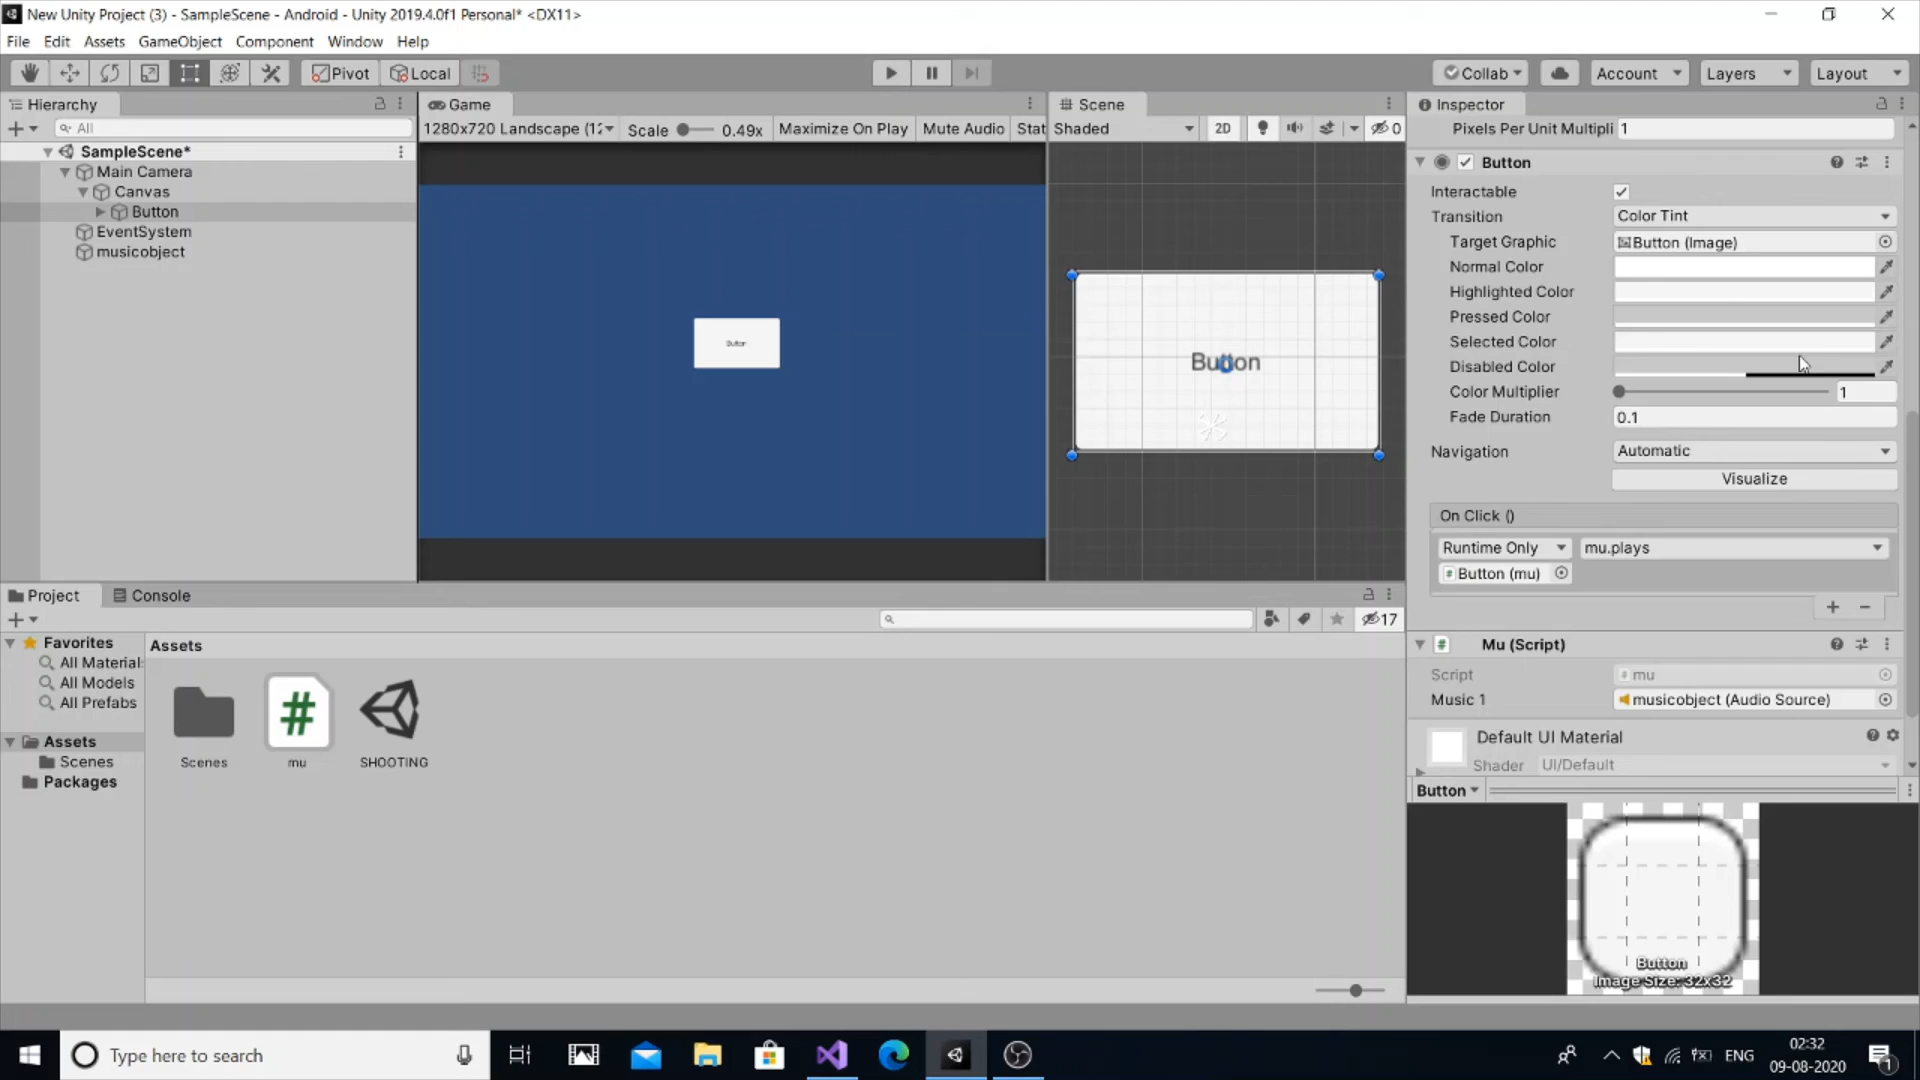 New Unity Project (3) - SampleScene - Android - Unity 2019.4.0f1 Personal* <DX11>
File Edit Assets GameObject Component Window Help
Pivot Local Collab Account Layers Layout
Hierarchy
All
SampleScene*
Main Camera
Canvas
Button
EventSystem
musicobject
Game
1280x720 Landscape (12 Scale 0.49x Maximize On Play Mute Audio Stat
Button
Scene
Shaded 2D 0
Button
Inspector
Pixels Per Unit Multipli 1
Button
Interactable
Transition Color Tint
Target Graphic Button (Image)
Normal Color
Highlighted Color
Pressed Color
Selected Color
Disabled Color
Color Multiplier 1
Fade Duration 0.1
Navigation Automatic
Visualize
On Click ()
Runtime Only mu.plays
Button (mu)
Mu (Script)
Script mu
Music 1 musicobject (Audio Source)
Default UI Material
Shader UI/Default
Button
Button
Image Size: 32x32
Project Console
17
Favorites
All Material
All Models
All Prefabs
Assets
Scenes
Packages
Assets
Scenes mu SHOOTING
Type here to search
ENG
02:32
09-08-2020
1